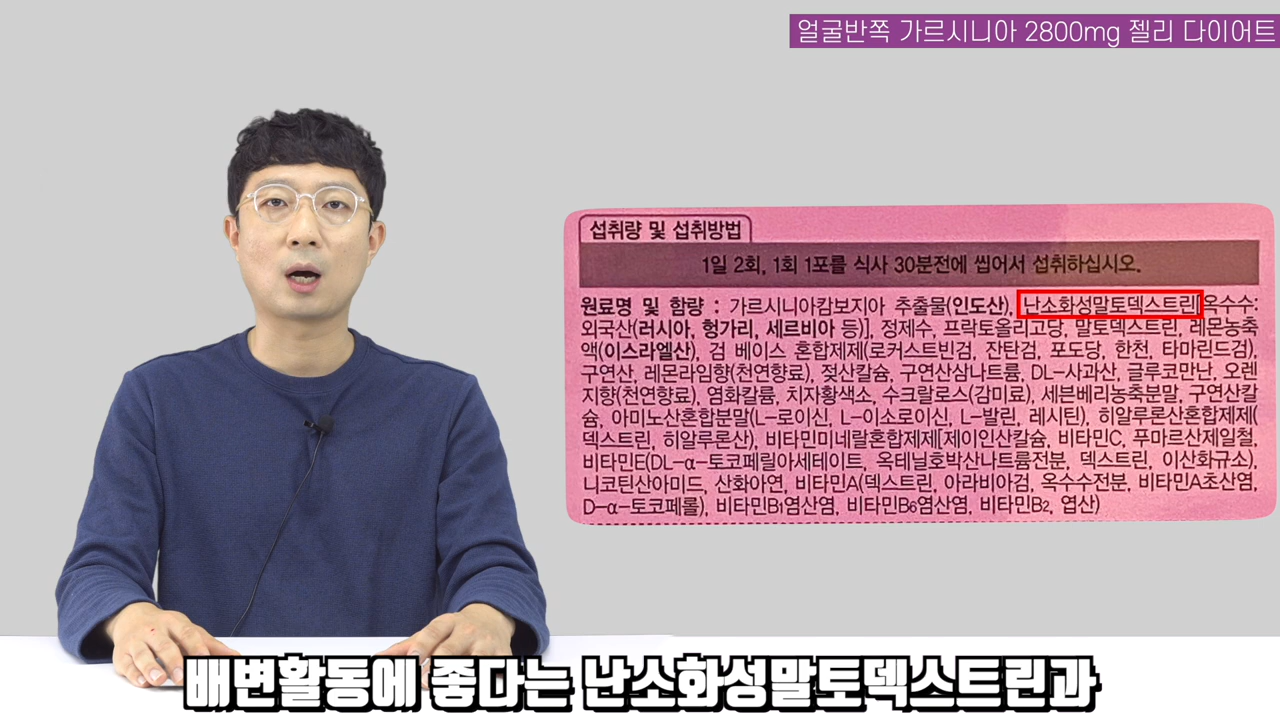 얼굴반쪽 가르시니아 2800mg 젤리 다이어트
섭취량 및 섭취방법
1일 2회, 1회 1포를 식사 30분전에 씹어서 섭취하십시오.
원료명 및 함량 : 가르시니아캄보지아 추출물(인도산), 난소화성말토덱스트린[옥수수:
외국산(러시아, 헝가리, 세르비아 등)], 정제수, 프락토올리고당, 말토덱스트린, 레몬농축
액(이스라엘산), 검 베이스 혼합제제(로커스트빈검, 잔탄검, 포도당, 한천, 타마린드검),
구연산, 레몬라임향(천연향료), 젖산칼슘, 구연산삼나트륨, DL-사과산, 글루코만난, 오렌
지향(천연향료), 염화칼륨, 치자황색소, 수크랄로스(감미료), 세븐베리농축분말, 구연산칼
슘, 아미노산혼합분말(L-로이신, L-이소로이신, L-발린, 레시틴), 히알루론산혼합제제(
덱스트린, 히알루론산), 비타민미네랄혼합제제[제이인산칼슘, 비타민C, 푸마르산제일철,
비타민E(DL-α-토코페릴아세테이트, 옥테닐호박산나트륨전분, 덱스트린, 이산화규소),
니코틴산아미드, 산화아연, 비타민A(덱스트린, 아라비아검, 옥수수전분, 비타민A초산염,
D-α-토코페롤), 비타민B1염산염, 비타민B6염산염, 비타민B2, 엽산)
배변활동에 좋다는 난소화성말토덱스트린과